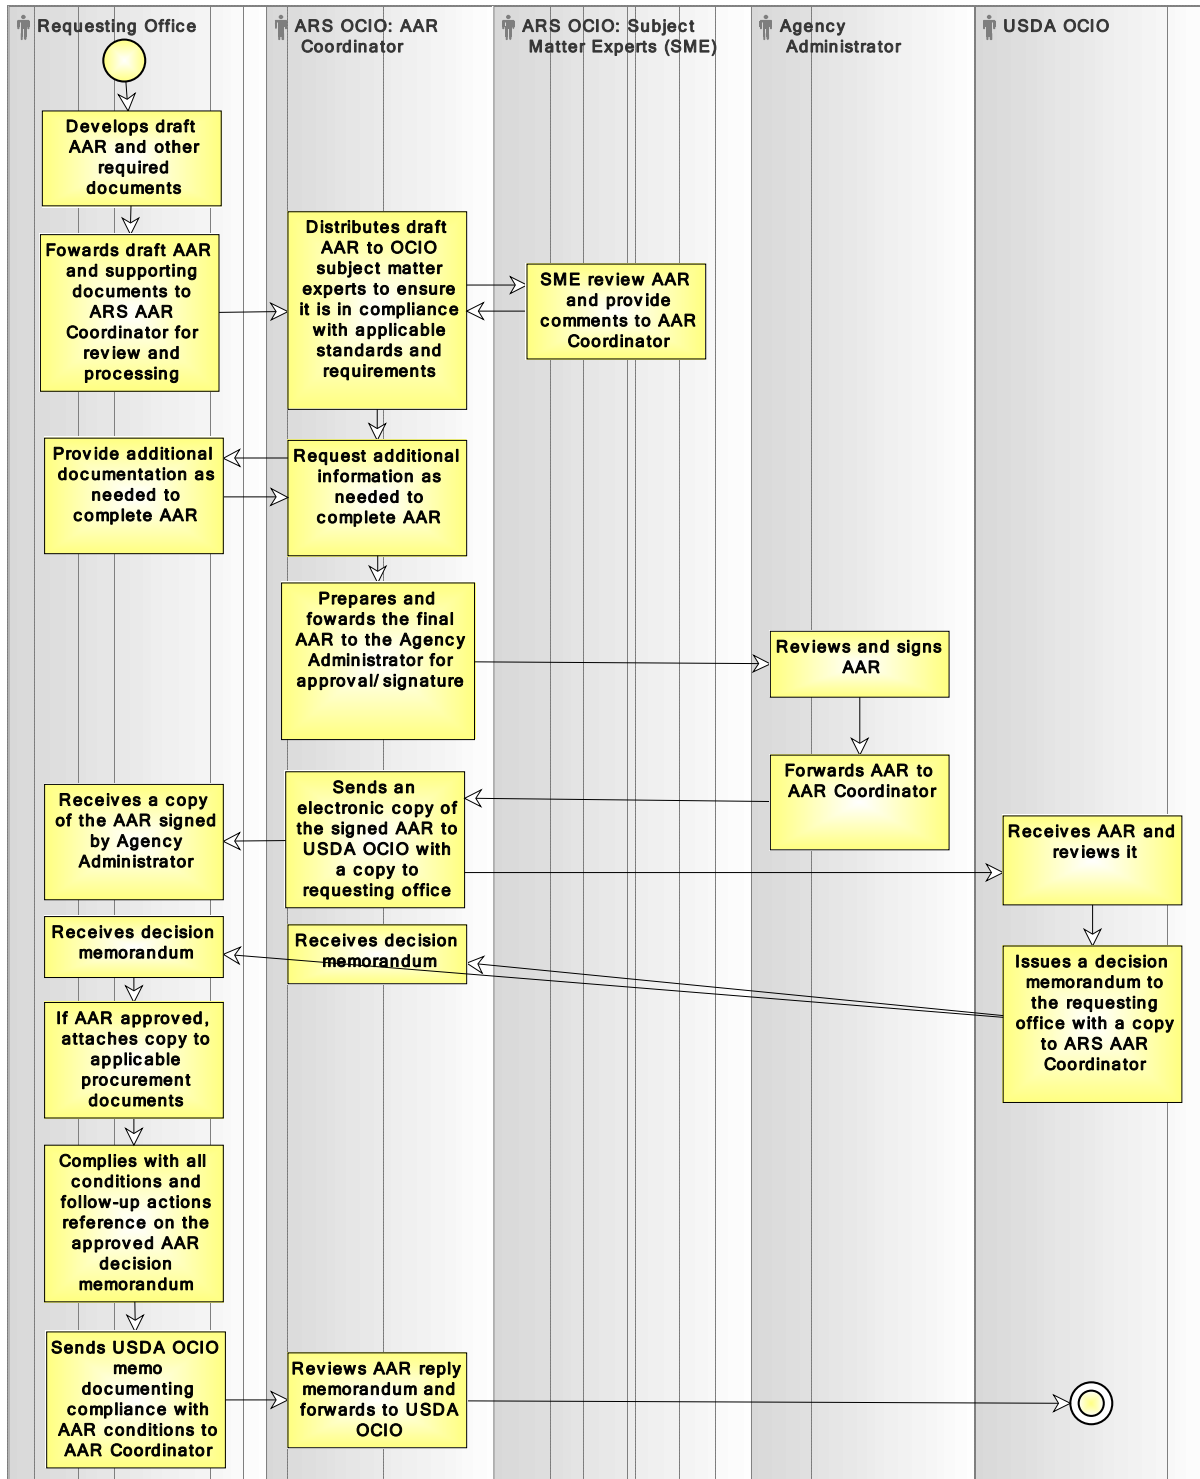 Requesting Office
ARS OCIO: AAR
Coordinator
ARS OCIO: Subject
Matter Experts (SME)
Agency
Administrator
USDA OCIO
Develops draft
AAR and other
required
documents
Fowards draft AAR
and supporting
documents to
ARS AAR
Coordinator for
review and
processing
Distributes draft
AAR to OCIO
subject matter
experts to ensure
it is in compliance
with applicable
standards and
requirements
SME review AAR
and provide
comments to AAR
Coordinator
Provide additional
documentation as
needed to
complete AAR
Request additional
information as
needed to
complete AAR
Prepares and
fowards the final
AAR to the Agency
Administrator for
approval/signature
Reviews and signs
AAR
Forwards AAR to
AAR Coordinator
Sends an
electronic copy of
the signed AAR to
USDA OCIO with
a copy to
requesting office
Receives a copy
of the AAR signed
by Agency
Administrator
Receives AAR and
reviews it
Receives decision
memorandum
Receives decision
memorandum
Issues a decision
memorandum to
the requesting
office with a copy
to ARS AAR
Coordinator
If AAR approved,
attaches copy to
applicable
procurement
documents
Complies with all
conditions and
follow-up actions
reference on the
approved AAR
decision
memorandum
Sends USDA OCIO
memo
documenting
compliance with
AAR conditions to
AAR Coordinator
Reviews AAR reply
memorandum and
forwards to USDA
OCIO